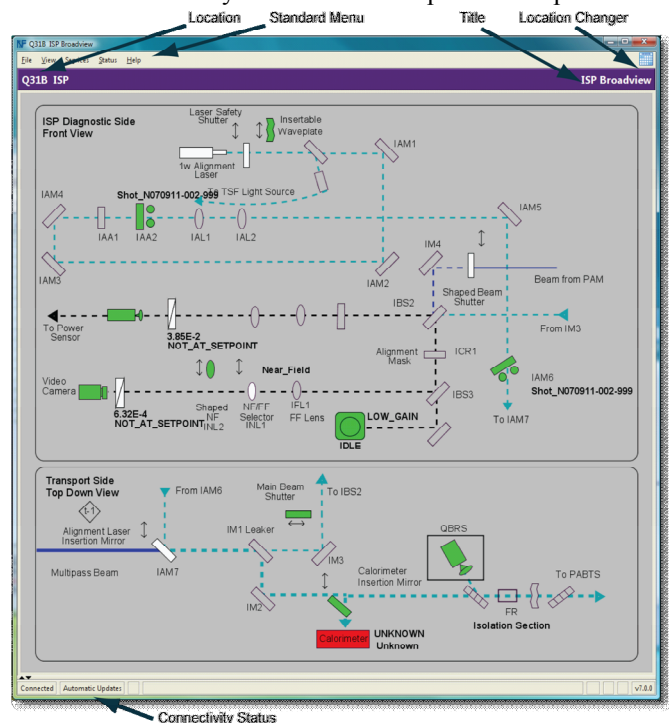 Location Standard Menu Title Location Changer
Q31B ISP Broadview
File View Services Status Help
Q31B ISP ISP Broadview
ISP Diagnostic Side
Front View
Laser Safety
Shutter
Insertable
Waveplate
1w Alignment
Laser
IAM1
To TSF Light Source
IAM4
Shot_N070911-002-999
IAA1 IAA2 IAL1 IAL2
IAM5
IM4
IAM3
IAM2
Shaped Beam
Shutter
Beam from PAM
IBS2
To Power
Sensor
3.85E-2
NOT_AT_SETPOINT
From IM3
Alignment
Mask
ICR1
Near_Field
IAM6
Shot_N070911-002-999
Video
Camera
6.32E-4
NOT_AT_SETPOINT
Shaped
NF
INL2
NF/FF
Selector
INL1
IFL1
FF Lens
IBS3
LOW_GAIN
IDLE
To IAM7
Transport Side
Top Down View
t-1
From IAM6
Main Beam
Shutter
To IBS2
Alignment Laser
Insertion Mirror
IM1 Leaker
QBRS
Multipass Beam
IAM7
IM3
Calorimeter
Insertion Mirror
To PABTS
IM2
FR
Isolation Section
Calorimeter
UNKNOWN
Unknown
Connected Automatic Updates v7.0.0
Connectivity Status